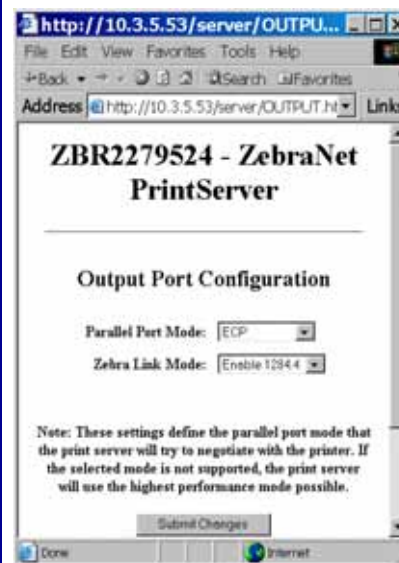 http://10.3.5.53/server/OUTPU...
File Edit View Favorites Tools Help
Back Search Favorites
Address http://10.3.5.53/server/OUTPUT.ht Links
ZBR2279524 - ZebraNet
PrintServer
Output Port Configuration
Parallel Port Mode: ECP
Zebra Link Mode: Enable 1284.4
Note: These settings define the parallel port mode that
the print server will try to negotiate with the printer. If
the selected mode is not supported, the print server
will use the highest performance mode possible.
Submit Changes
Done Internet